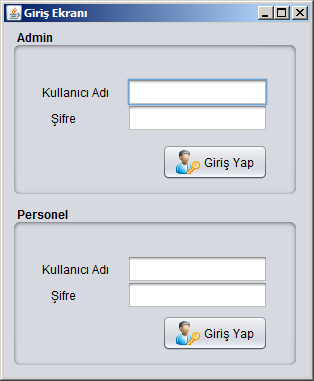 Giriş Ekranı
Admin
Kullanıcı Adı
Şifre
Giriş Yap
Personel
Kullanıcı Adı
Şifre
Giriş Yap